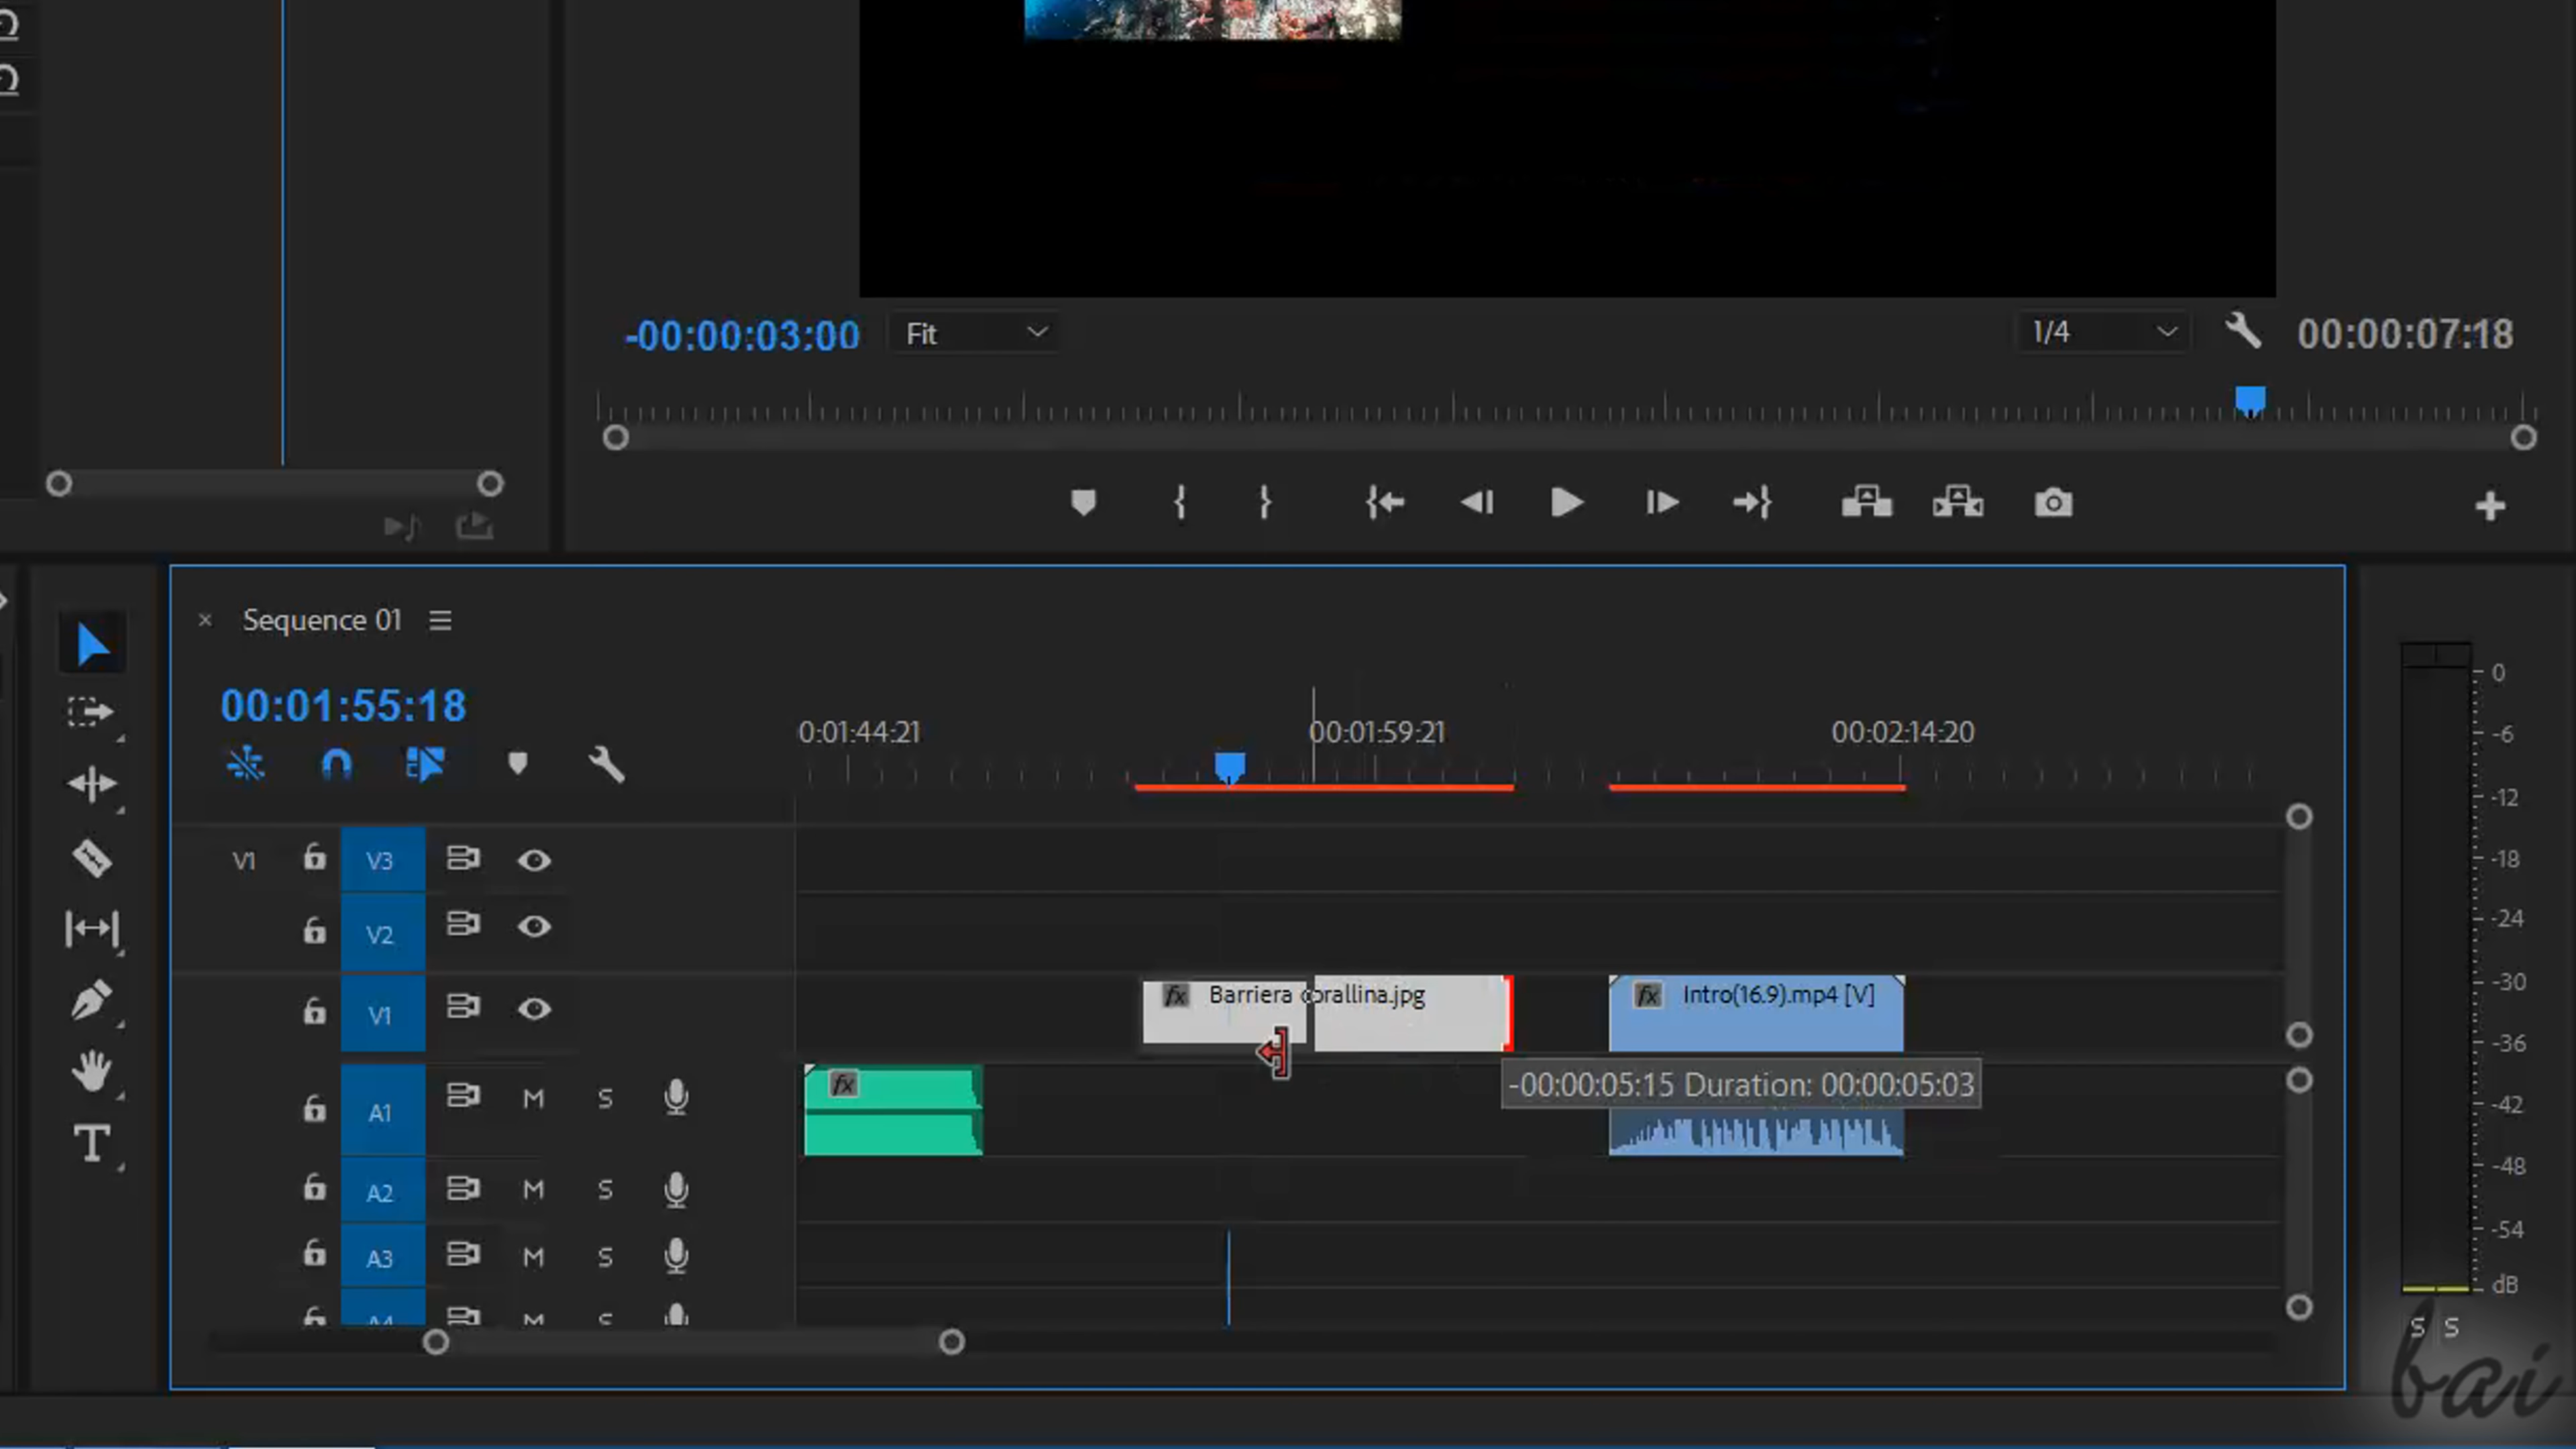 -00:00:03:00 Fit 1/4 00:00:07:18
Sequence 01
00:01:55:18
0:01:44:21 00:01:59:21 00:02:14:20
V1 V3
V2
V1 fx Barriera corallina.jpg fx Intro(16.9).mp4 [V]
-00:00:05:15 Duration: 00:00:05:03
A1 M S fx
A2 M S
A3 M S
A4 M S
T
0
-6
-12
-18
-24
-30
-36
-42
-48
-54
dB
S S
bai